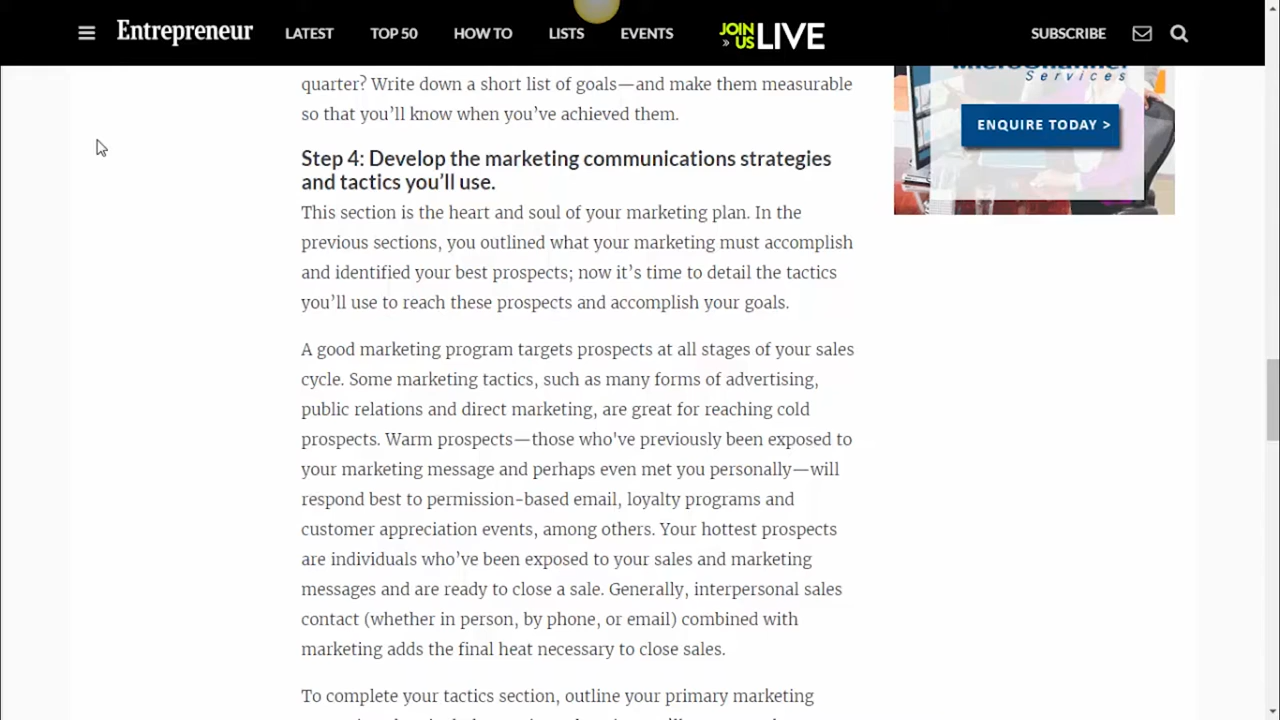 Entrepreneur LATEST TOP 50 HOW TO LISTS EVENTS JOIN US » LIVE SUBSCRIBE
quarter? Write down a short list of goals—and make them measurable
so that you’ll know when you’ve achieved them.
Services
ENQUIRE TODAY >
Step 4: Develop the marketing communications strategies
and tactics you’ll use.
This section is the heart and soul of your marketing plan. In the
previous sections, you outlined what your marketing must accomplish
and identified your best prospects; now it’s time to detail the tactics
you’ll use to reach these prospects and accomplish your goals.
A good marketing program targets prospects at all stages of your sales
cycle. Some marketing tactics, such as many forms of advertising,
public relations and direct marketing, are great for reaching cold
prospects. Warm prospects—those who've previously been exposed to
your marketing message and perhaps even met you personally—will
respond best to permission-based email, loyalty programs and
customer appreciation events, among others. Your hottest prospects
are individuals who’ve been exposed to your sales and marketing
messages and are ready to close a sale. Generally, interpersonal sales
contact (whether in person, by phone, or email) combined with
marketing adds the final heat necessary to close sales.
To complete your tactics section, outline your primary marketing